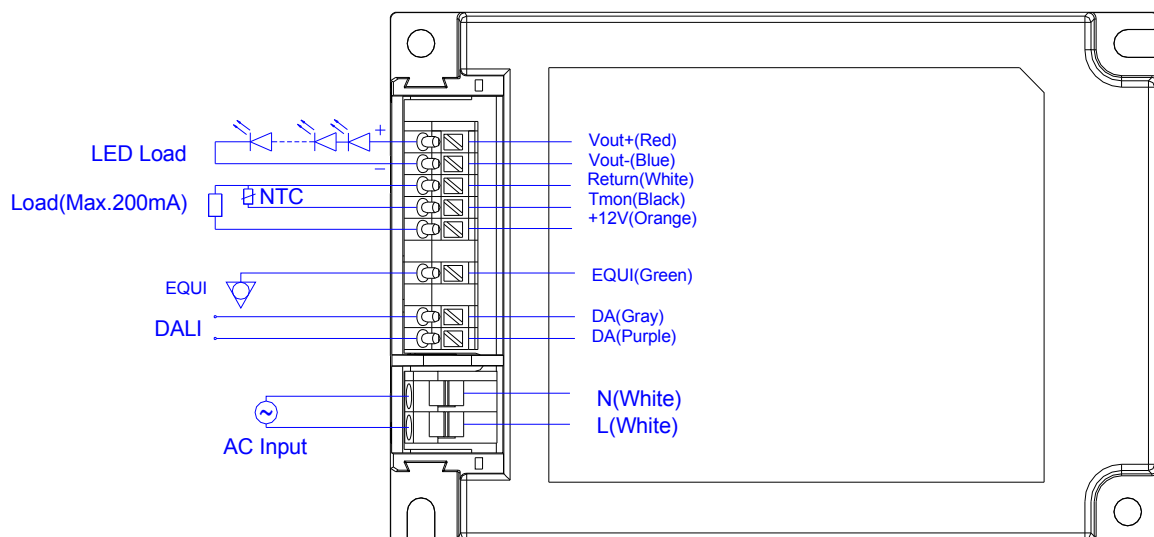 LED Load
+
Vout+(Red)
−
Vout-(Blue)
Return(White)
Load(Max.200mA)
NTC
Tmon(Black)
+12V(Orange)
EQUI
EQUI(Green)
DALI
DA(Gray)
DA(Purple)
~
N(White)
AC Input
L(White)